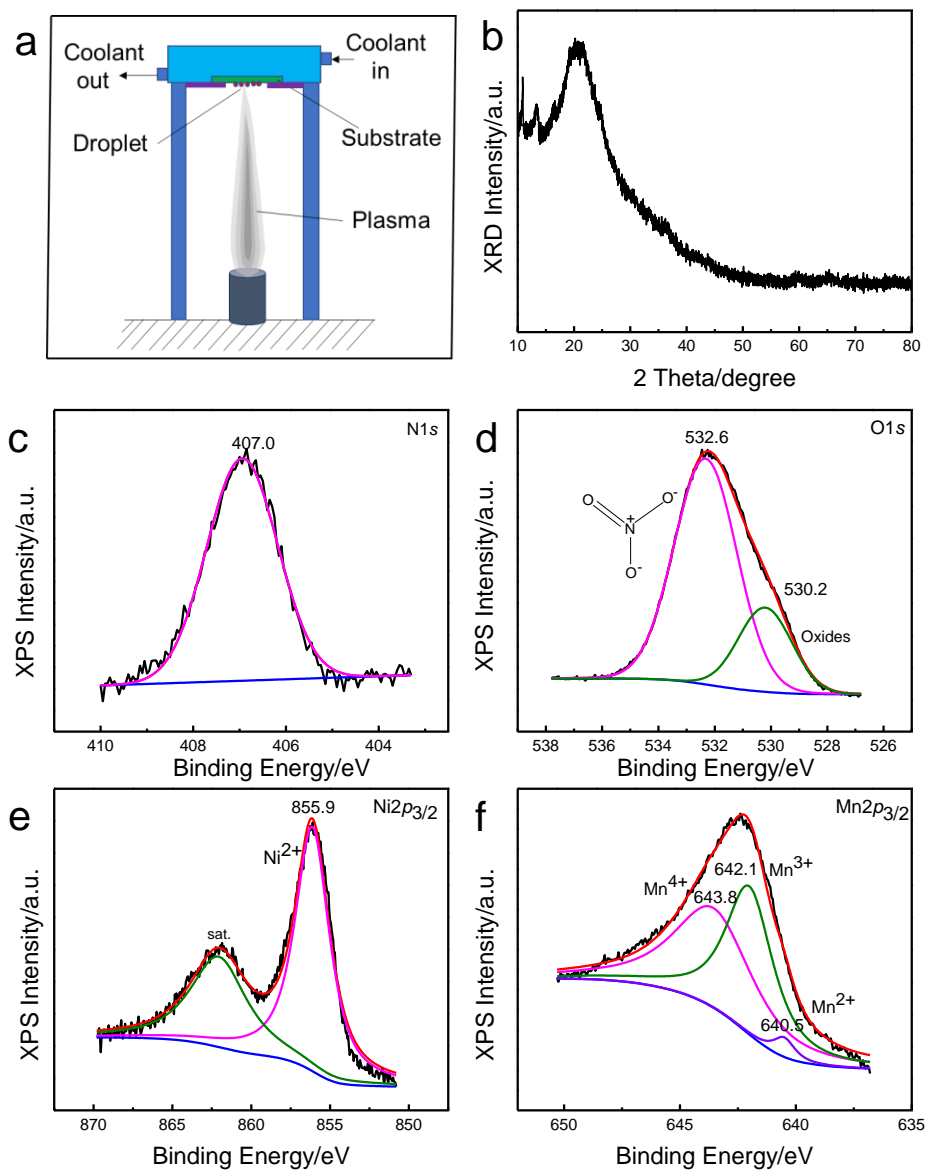 a
Coolant
out
Coolant
in
Droplet
Substrate
Plasma
b
XRD Intensity/a.u.
10 20 30 40 50 60 70 80
2 Theta/degree
c
N1s
407.0
XPS Intensity/a.u.
410 408 406 404
Binding Energy/eV
d
O1s
532.6
O
N
+
O-
O-
530.2
Oxides
XPS Intensity/a.u.
538 536 534 532 530 528 526
Binding Energy/eV
e
Ni2p3/2
855.9
Ni2+
sat.
XPS Intensity/a.u.
870 865 860 855 850
Binding Energy/eV
f
Mn2p3/2
Mn4+
643.8
642.1
Mn3+
Mn2+
640.5
XPS Intensity/a.u.
650 645 640 635
Binding Energy/eV